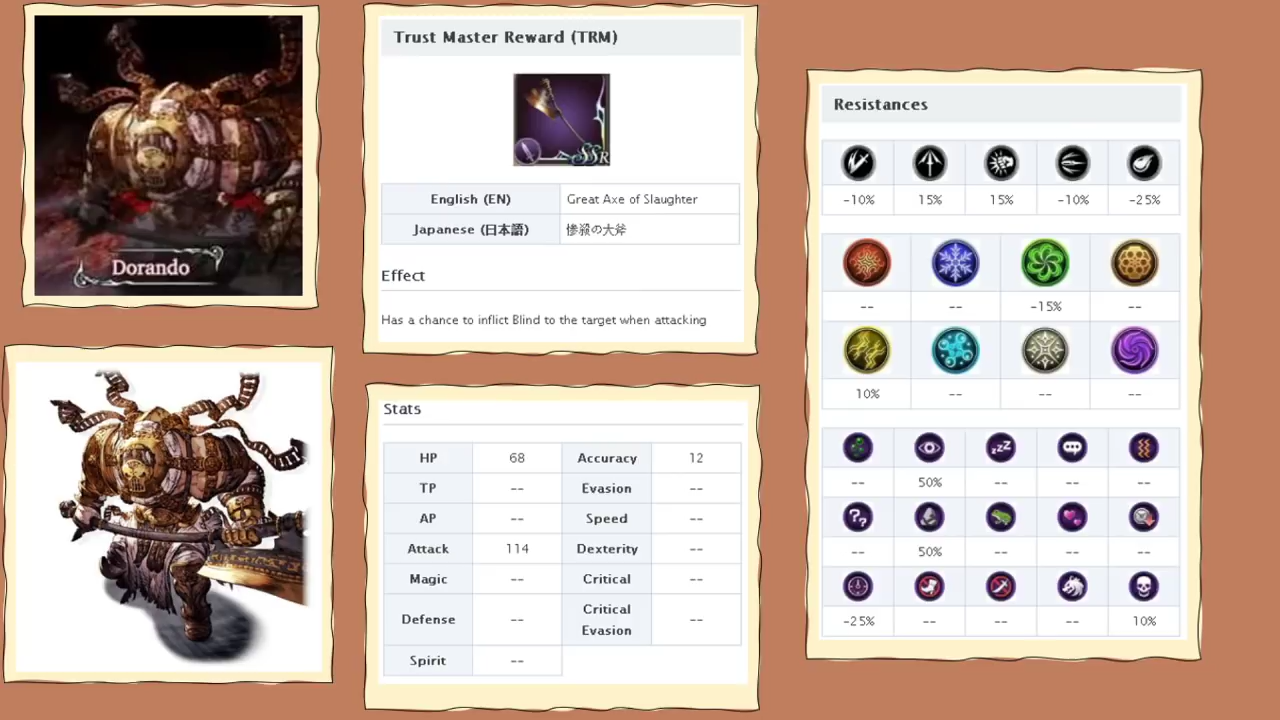 Dorando
Trust Master Reward (TRM)
SSR
English (EN) Great Axe of Slaughter
Japanese (日本語) 惨殺の大斧
Effect
Has a chance to inflict Blind to the target when attacking
Stats
HP 68 Accuracy 12
TP -- Evasion --
AP -- Speed --
Attack 114 Dexterity --
Magic -- Critical --
Defense -- Critical Evasion --
Spirit --
Resistances
-10% 15% 15% -10% -25%
-- -- -15% --
10% -- -- --
-- 50% -- -- --
-- 50% -- -- --
-25% -- -- -- 10%